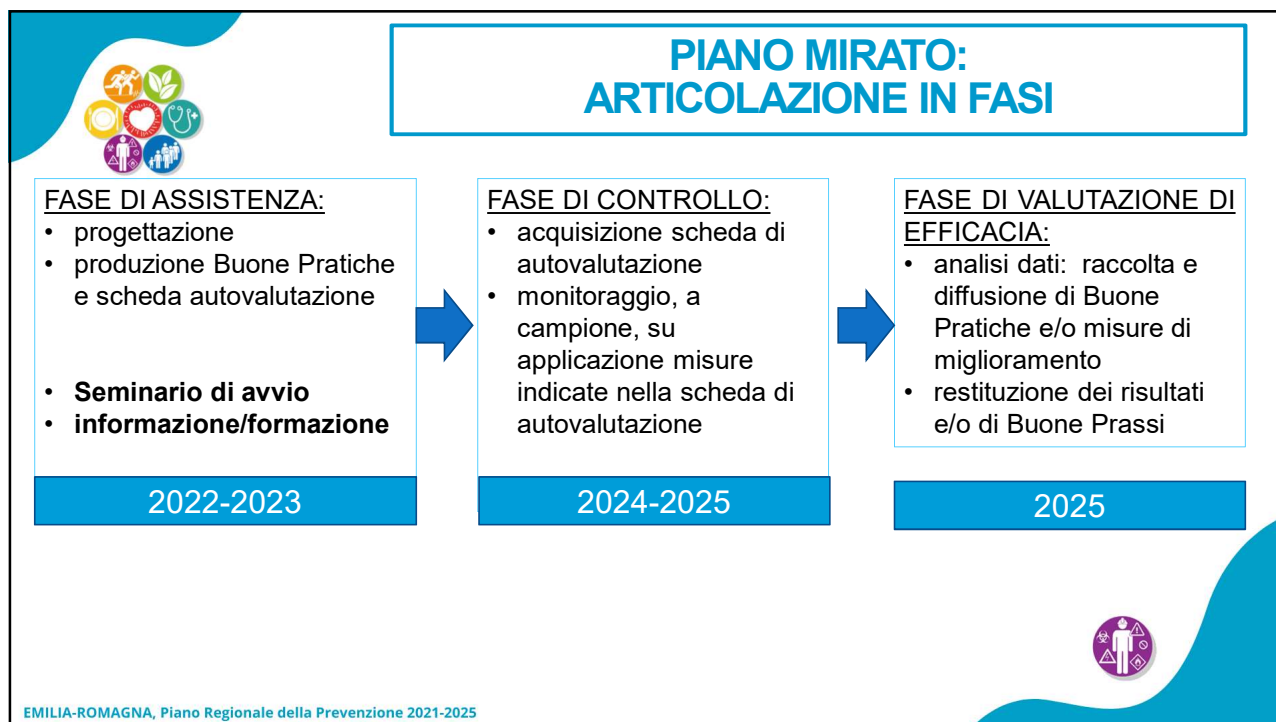 PIANO MIRATO:
ARTICOLAZIONE IN FASI
FASE DI ASSISTENZA:
• progettazione
• produzione Buone Pratiche
e scheda autovalutazione
• Seminario di avvio
• informazione/formazione
2022-2023
FASE DI CONTROLLO:
• acquisizione scheda di
autovalutazione
• monitoraggio, a
campione, su
applicazione misure
indicate nella scheda di
autovalutazione
2024-2025
FASE DI VALUTAZIONE DI
EFFICACIA:
• analisi dati: raccolta e
diffusione di Buone
Pratiche e/o misure di
miglioramento
• restituzione dei risultati
e/o di Buone Prassi
2025
EMILIA-ROMAGNA, Piano Regionale della Prevenzione 2021-2025